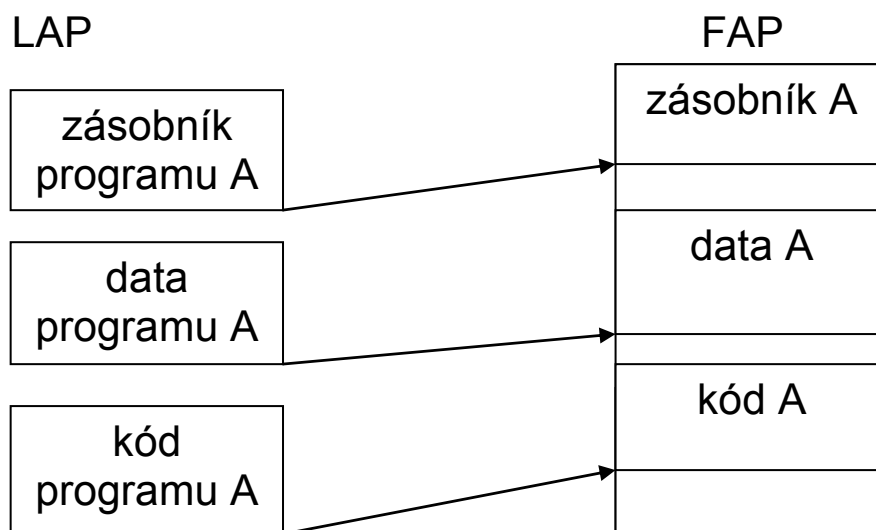 LAP
FAP
zásobník
programu A
zásobník A
data
programu A
data A
kód
programu A
kód A